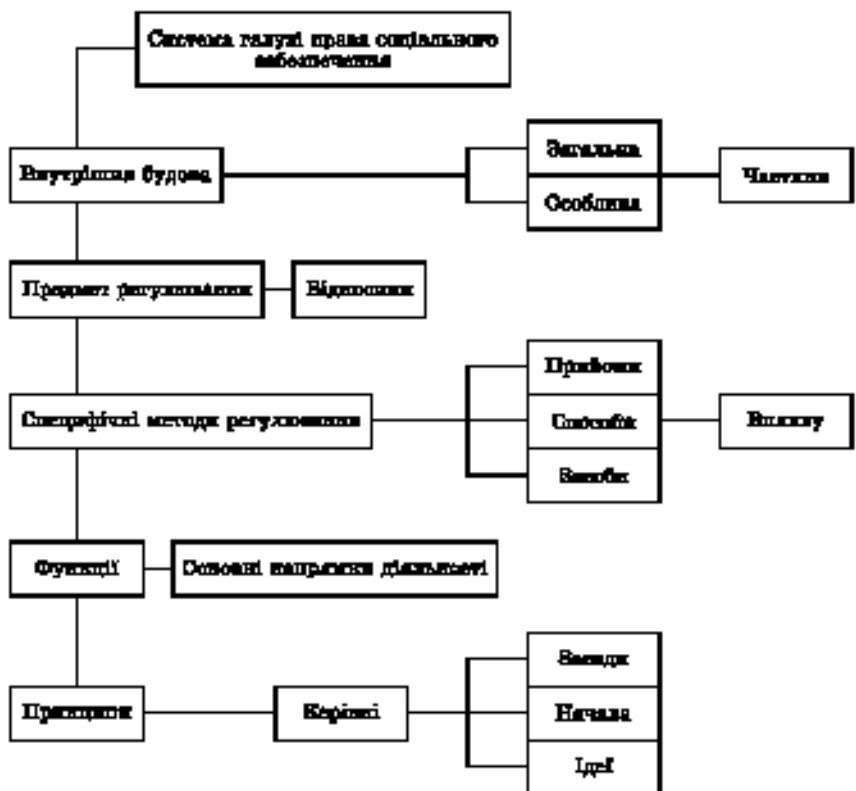 Система галузі права соціального
забезпечення
Внутрішня будова
Загальна
Особлива
Частини
Предмет регулювання
Відносини
Специфічні методи регулювання
Прийоми
Способи
Засоби
Впливу
Функції
Основні напрямки діяльності
Принципи
Керівні
Засади
Начала
Ідеї